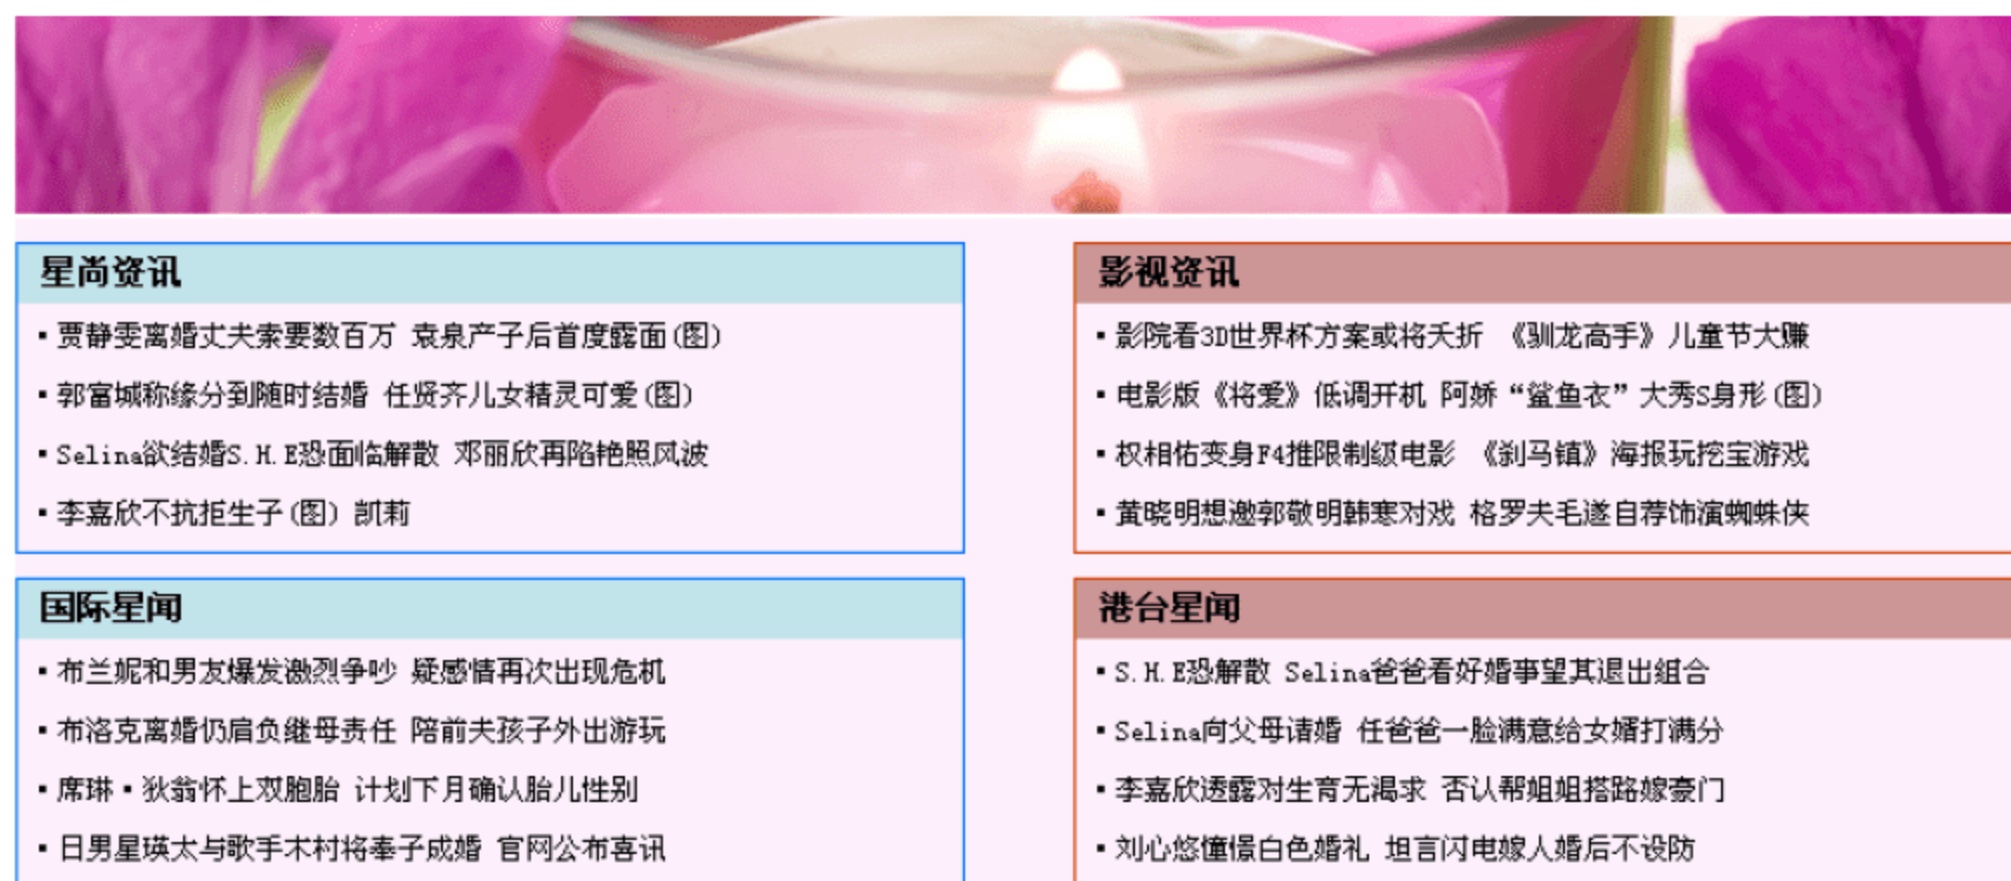 星尚资讯
▪ 贾静雯离婚丈夫索要数百万 袁泉产子后首度露面(图)
▪ 郭富城称缘分到随时结婚 任贤齐儿女精灵可爱(图)
▪ Selina欲结婚S.H.E恐面临解散 邓丽欣再陷艳照风波
▪ 李嘉欣不抗拒生子(图) 凯莉
影视资讯
▪ 影院看3D世界杯方案或将夭折 《驯龙高手》儿童节大赚
▪ 电影版《将爱》低调开机 阿娇“鲨鱼衣”大秀S身形(图)
▪ 权相佑变身F4推限制级电影 《刹马镇》海报玩挖宝游戏
▪ 黄晓明想邀郭敬明韩寒对戏 格罗夫毛遂自荐饰演蜘蛛侠
国际星闻
▪ 布兰妮和男友爆发激烈争吵 疑感情再次出现危机
▪ 布洛克离婚仍肩负继母责任 陪前夫孩子外出游玩
▪ 席琳▪狄翁怀上双胞胎 计划下月确认胎儿性别
▪ 日男星瑛太与歌手木村将奉子成婚 官网公布喜讯
港台星闻
▪ S.H.E恐解散 Selina爸爸看好婚事望其退出组合
▪ Selina向父母请婚 任爸爸一脸满意给女婿打满分
▪ 李嘉欣透露对生育无渴求 否认帮姐姐搭路嫁豪门
▪ 刘心悠憧憬白色婚礼 坦言闪电嫁人婚后不设防